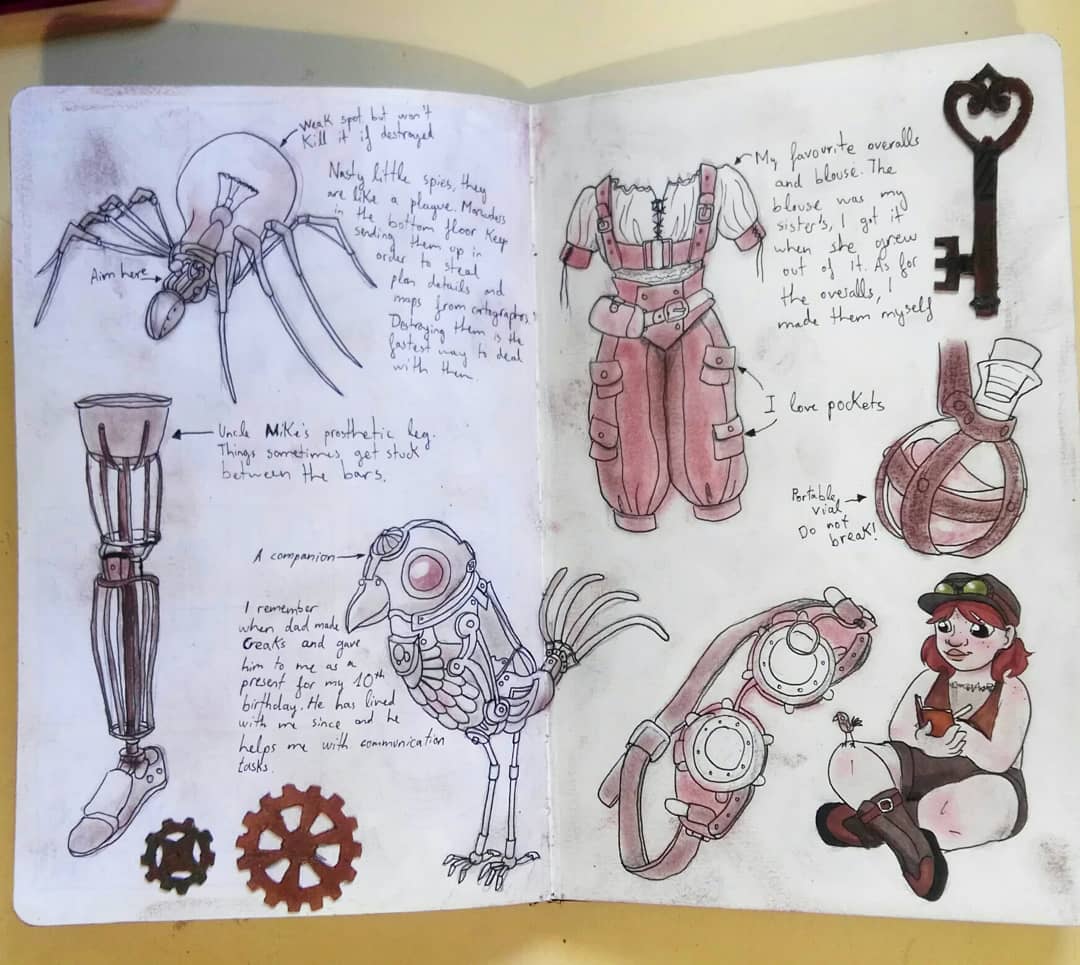 Weak spot but won't
Kill it if destroyed
Nasty little spies, they
are like a plague. Marauders
in the bottom floor Keep
sending them up in
order to steal
plan details and
maps from cartographers.
Destroying them is the
fastest way to deal
with them.
Aim here
Uncle Mike's prosthetic leg.
Things sometimes get stuck
between the bars.
A companion
I remember
when dad made
Creaks and gave
him to me as a
present for my 10th
birthday. He has lived
with me since and he
helps me with communication
tasks.
My favourite overalls
and blouse. The
blouse was my
sister's, I got it
when she grew
out of it. As for
the overalls, I
made them myself
I love pockets
Portable
vial
Do not
break!